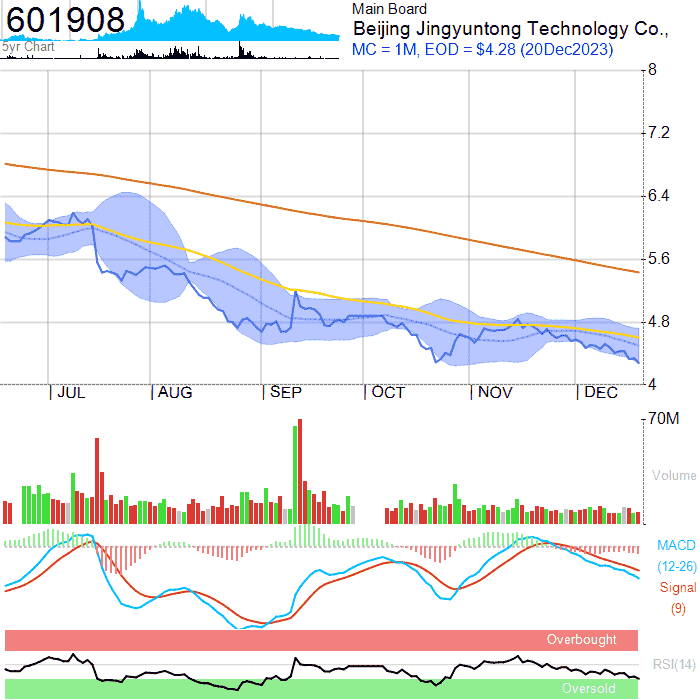 601908
Main Board
Beijing Jingyuntong Technology Co.,
MC = 1M, EOD = $4.28 (20Dec2023)
5yr Chart
8
7.2
6.4
5.6
4.8
4
JUL AUG SEP OCT NOV DEC
70M
Volume
MACD
(12-26)
Signal
(9)
Overbought
RSI(14)
Oversold